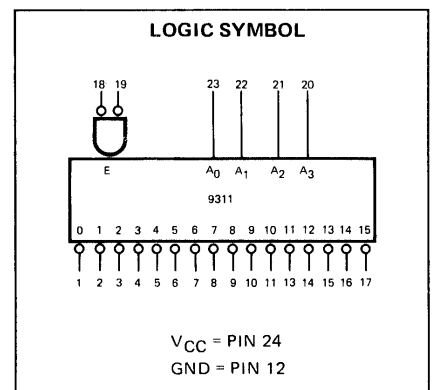 LOGIC SYMBOL
18 19 23 22 21 20
E A0 A1 A2 A3
9311
0 1 2 3 4 5 6 7 8 9 10 11 12 13 14 15
1 2 3 4 5 6 7 8 9 10 11 13 14 15 16 17
VCC = PIN 24
GND = PIN 12